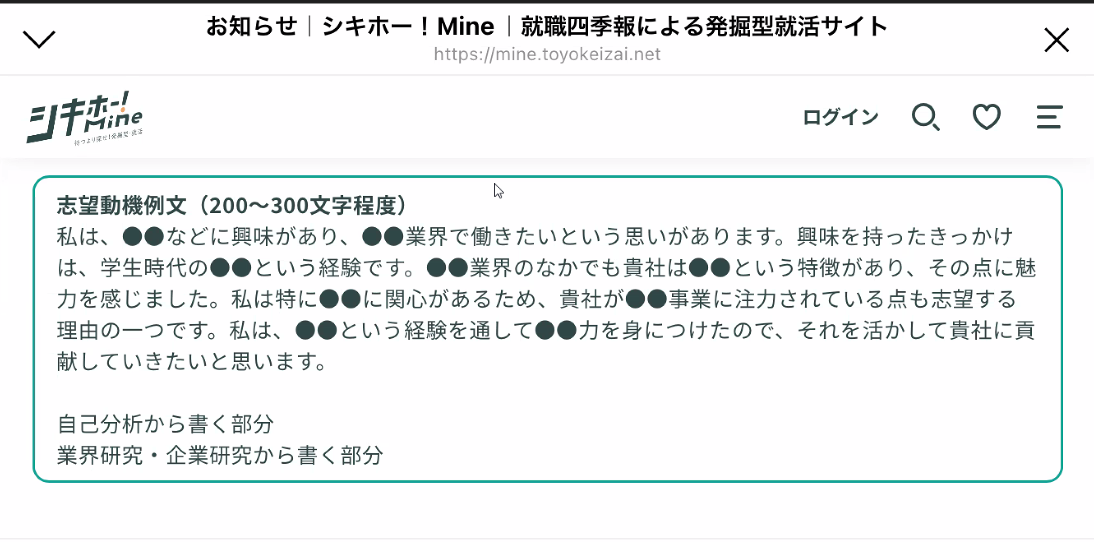 お知らせ｜シキホー！Mine｜就職四季報による発掘型就活サイト
https://mine.toyokeizai.net
シキホー！
Mine
ログイン
志望動機例文（200〜300文字程度）
私は、●●などに興味があり、●●業界で働きたいという思いがあります。興味を持ったきっかけ
は、学生時代の●●という経験です。●●業界のなかでも貴社は●●という特徴があり、その点に魅
力を感じました。私は特に●●に関心があるため、貴社が●●事業に注力されている点も志望する
理由の一つです。私は、●●という経験を通して●●力を身につけたので、それを活かして貴社に貢
献していきたいと思います。
自己分析から書く部分
業界研究・企業研究から書く部分